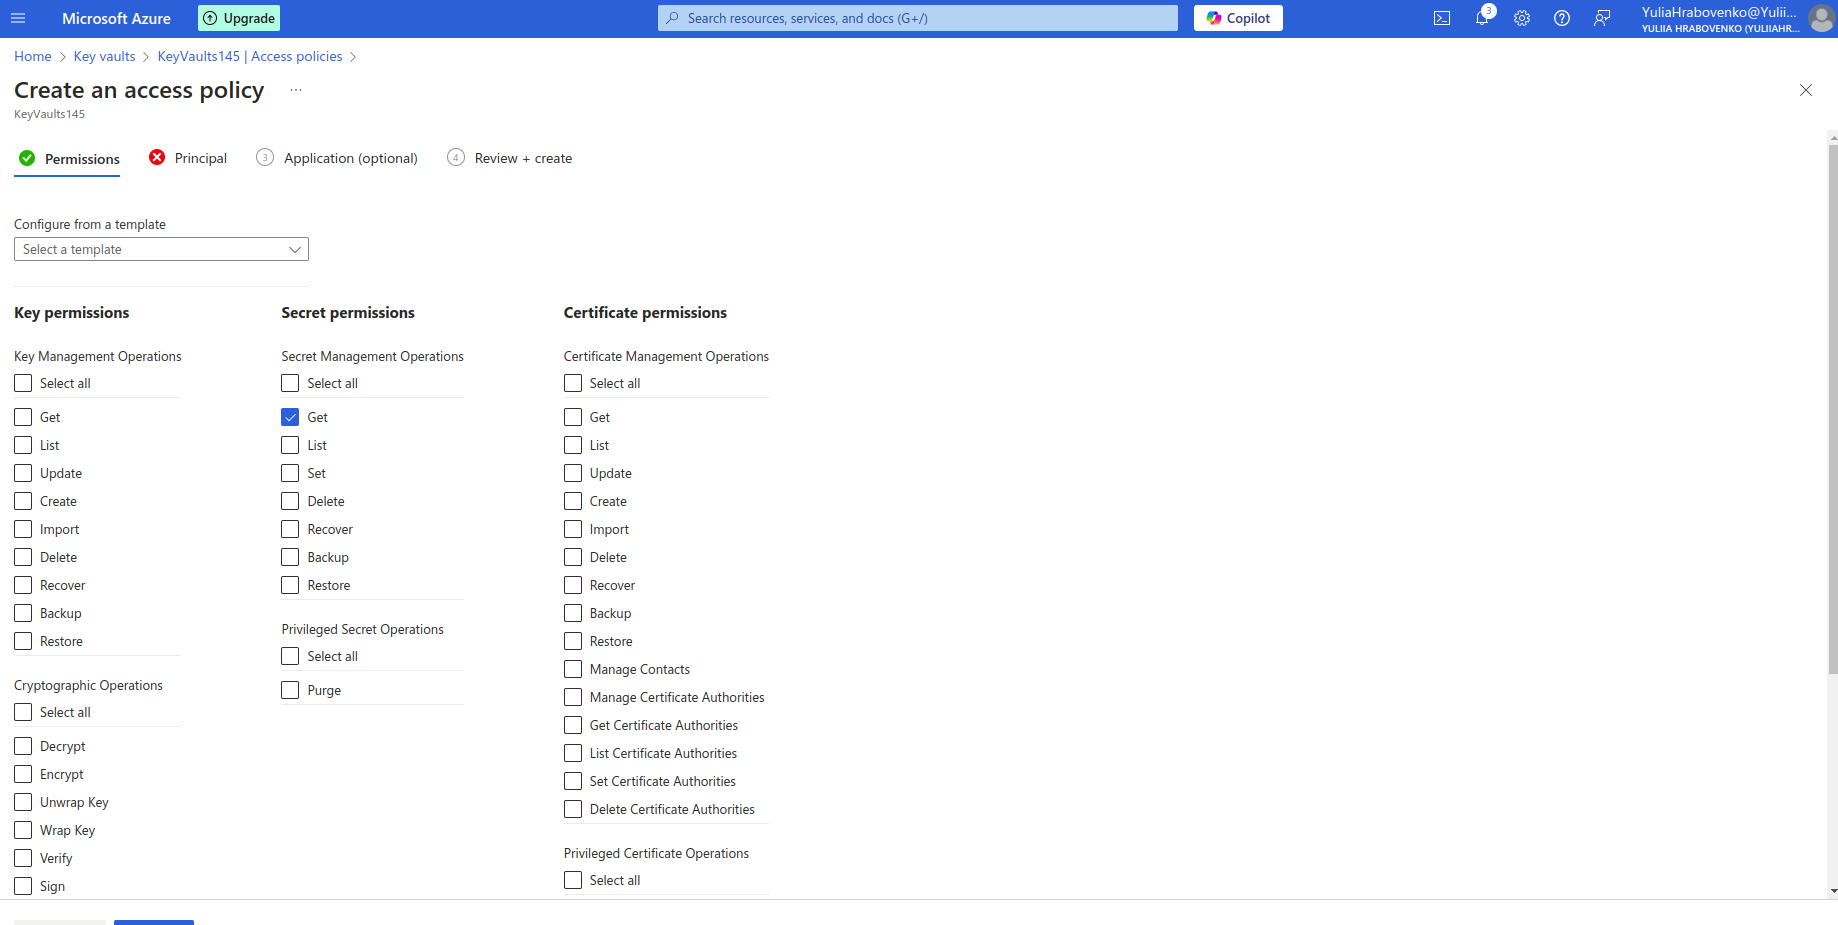 Microsoft Azure
Upgrade
Search resources, services, and docs (G+/)
Copilot
3
YuliaHrabovenko@Yulii...
YULIIA HRABOVENKO (YULIIAHR...
Home > Key vaults > KeyVaults145 | Access policies >
Create an access policy ...
KeyVaults145
Permissions
Principal
3 Application (optional)
4 Review + create
Configure from a template
Select a template
Key permissions
Key Management Operations
Select all
Get
List
Update
Create
Import
Delete
Recover
Backup
Restore
Cryptographic Operations
Select all
Decrypt
Encrypt
Unwrap Key
Wrap Key
Verify
Sign
Secret permissions
Secret Management Operations
Select all
Get
List
Set
Delete
Recover
Backup
Restore
Privileged Secret Operations
Select all
Purge
Certificate permissions
Certificate Management Operations
Select all
Get
List
Update
Create
Import
Delete
Recover
Backup
Restore
Manage Contacts
Manage Certificate Authorities
Get Certificate Authorities
List Certificate Authorities
Set Certificate Authorities
Delete Certificate Authorities
Privileged Certificate Operations
Select all